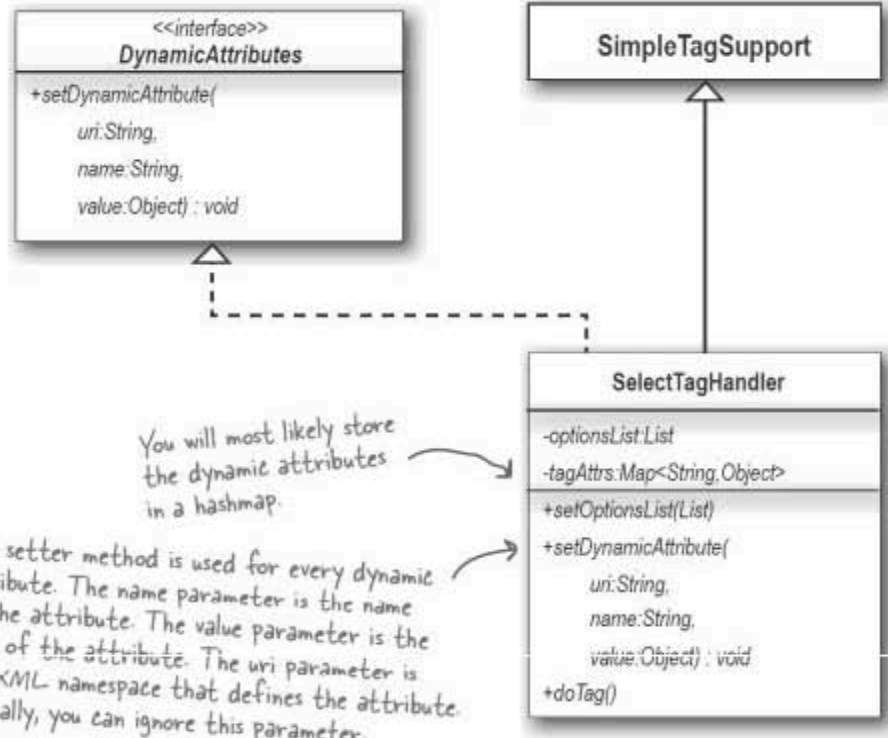 <<interface>>
DynamicAttributes
+setDynamicAttribute(
uri:String,
name:String,
value:Object) : void
SimpleTagSupport
SelectTagHandler
-optionsList:List
-tagAttrs:Map<String,Object>
+setOptionsList(List)
+setDynamicAttribute(
uri:String,
name:String,
value:Object) : void
+doTag()
You will most likely store
the dynamic attributes
in a hashmap.
setter method is used for every dynamic
ibute. The name parameter is the name
he attribute. The value parameter is the
of the attribute. The uri parameter is
XML namespace that defines the attribute.
ally, you can ignore this parameter.